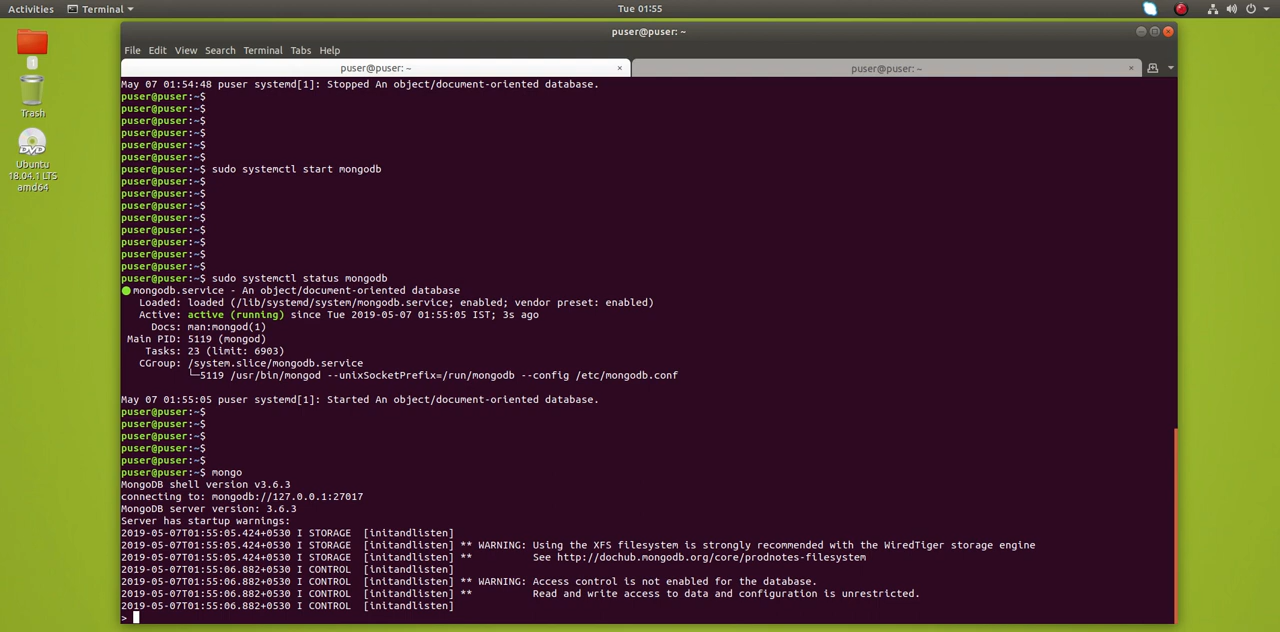 Activities Terminal Tue 01:55
puser@puser: ~
File Edit View Search Terminal Tabs Help
puser@puser: ~ × puser@puser: ~ ×
1
Trash
Ubuntu
18.04.1 LTS
amd64
May 07 01:54:48 puser systemd[1]: Stopped An object/document-oriented database.
puser@puser:~$
puser@puser:~$
puser@puser:~$
puser@puser:~$
puser@puser:~$
puser@puser:~$
puser@puser:~$ sudo systemctl start mongodb
puser@puser:~$
puser@puser:~$
puser@puser:~$
puser@puser:~$
puser@puser:~$
puser@puser:~$
puser@puser:~$
puser@puser:~$
puser@puser:~$ sudo systemctl status mongodb
● mongodb.service - An object/document-oriented database
Loaded: loaded (/lib/systemd/system/mongodb.service; enabled; vendor preset: enabled)
Active: active (running) since Tue 2019-05-07 01:55:05 IST; 3s ago
Docs: man:mongod(1)
Main PID: 5119 (mongod)
Tasks: 23 (limit: 6903)
CGroup: /system.slice/mongodb.service
└─5119 /usr/bin/mongod --unixSocketPrefix=/run/mongodb --config /etc/mongodb.conf
May 07 01:55:05 puser systemd[1]: Started An object/document-oriented database.
puser@puser:~$
puser@puser:~$
puser@puser:~$
puser@puser:~$
puser@puser:~$
puser@puser:~$ mongo
MongoDB shell version v3.6.3
connecting to: mongodb://127.0.0.1:27017
MongoDB server version: 3.6.3
Server has startup warnings:
2019-05-07T01:55:05.424+0530 I STORAGE  [initandlisten]
2019-05-07T01:55:05.424+0530 I STORAGE  [initandlisten] ** WARNING: Using the XFS filesystem is strongly recommended with the WiredTiger storage engine
2019-05-07T01:55:05.424+0530 I STORAGE  [initandlisten] **          See http://dochub.mongodb.org/core/prodnotes-filesystem
2019-05-07T01:55:06.882+0530 I CONTROL  [initandlisten]
2019-05-07T01:55:06.882+0530 I CONTROL  [initandlisten] ** WARNING: Access control is not enabled for the database.
2019-05-07T01:55:06.882+0530 I CONTROL  [initandlisten] **          Read and write access to data and configuration is unrestricted.
2019-05-07T01:55:06.882+0530 I CONTROL  [initandlisten]
>
DVD